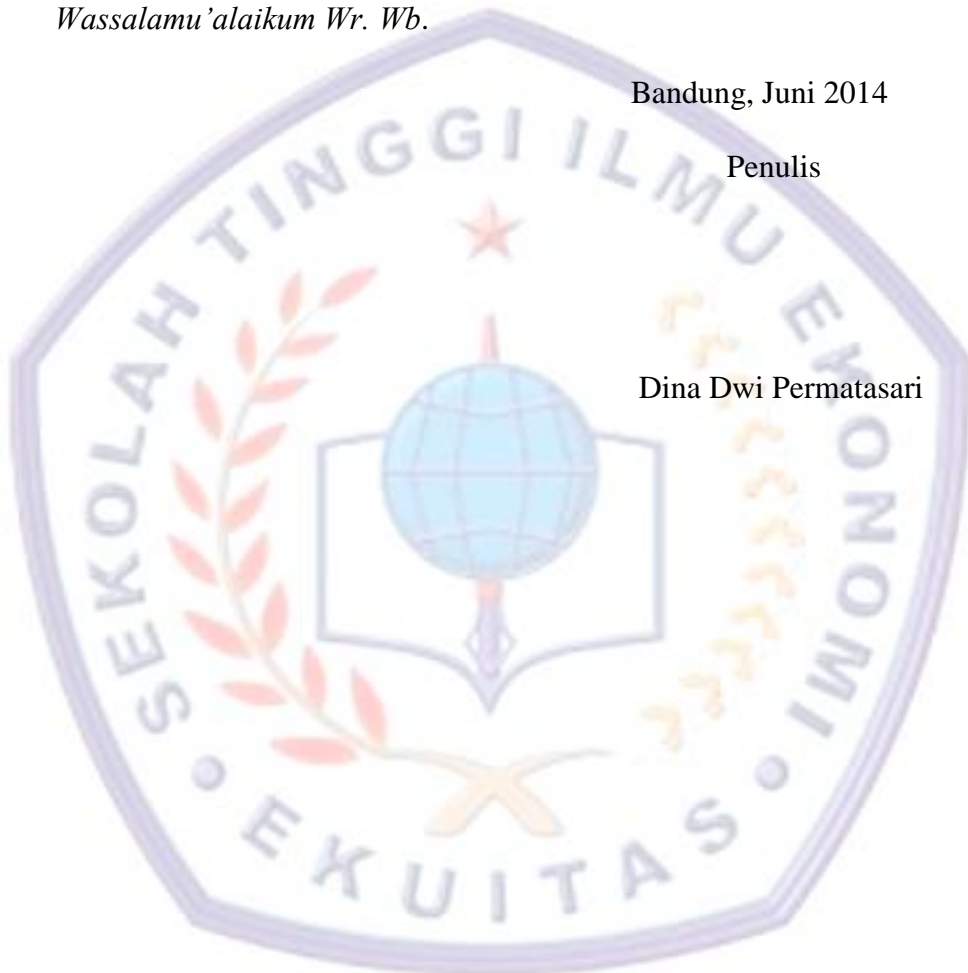 Wassalamu’alaikum Wr. Wb.
Bandung, Juni 2014
Penulis
Dina Dwi Permatasari
SEKOLAH TINGGI ILMU EKONOMI
• EKUITAS •